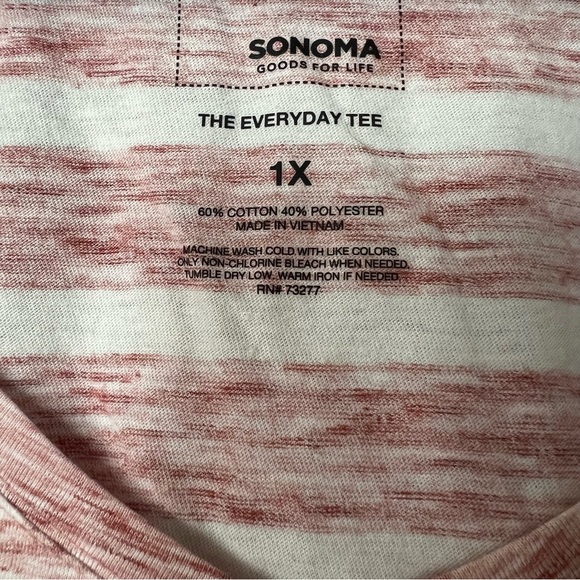 SONOMA
GOODS FOR LIFE
THE EVERYDAY TEE
1X
60% COTTON 40% POLYESTER
MADE IN VIETNAM
MACHINE WASH COLD WITH LIKE COLORS.
ONLY NON-CHLORINE BLEACH WHEN NEEDED.
TUMBLE DRY LOW. WARM IRON IF NEEDED.
RN# 73277